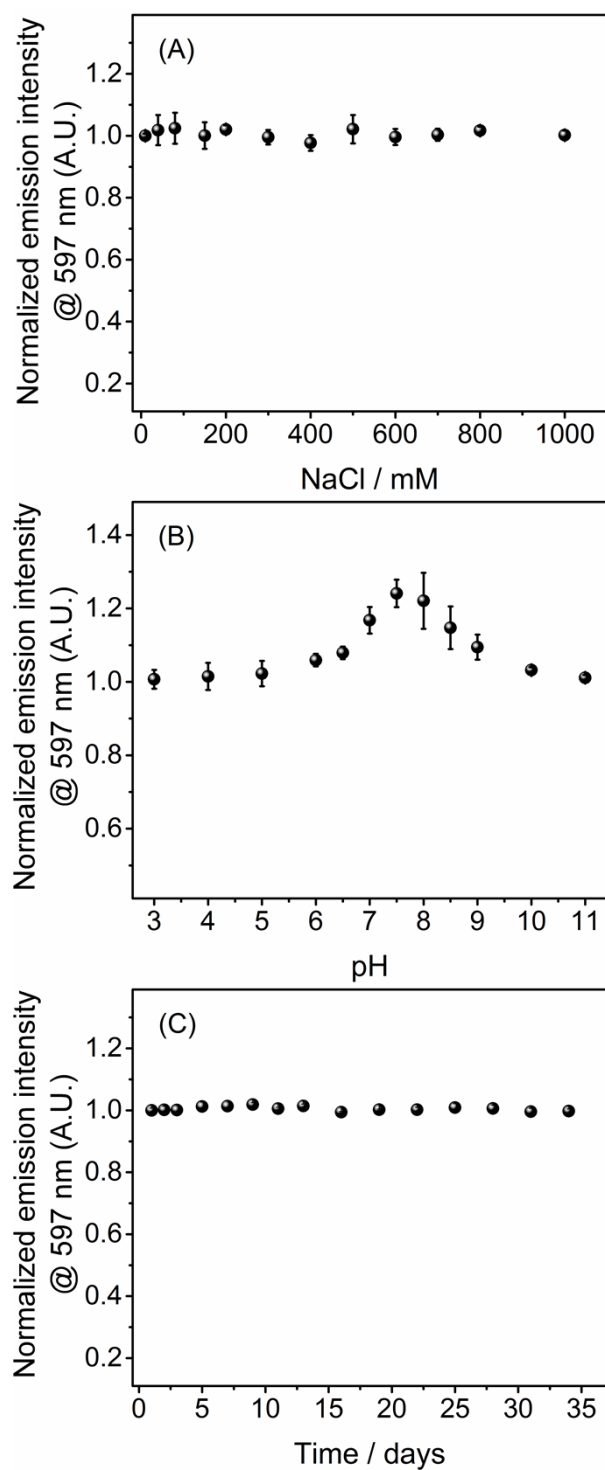 (A)
Normalized emission intensity
@ 597 nm (A.U.)
1.2
1.0
0.8
0.6
0.4
0.2
0 200 400 600 800 1000
NaCl / mM
(B)
Normalized emission intensity
@ 597 nm (A.U.)
1.4
1.2
1.0
0.8
0.6
3 4 5 6 7 8 9 10 11
pH
(C)
Normalized emission intensity
@ 597 nm (A.U.)
1.2
1.0
0.8
0.6
0.4
0.2
0 5 10 15 20 25 30 35
Time / days